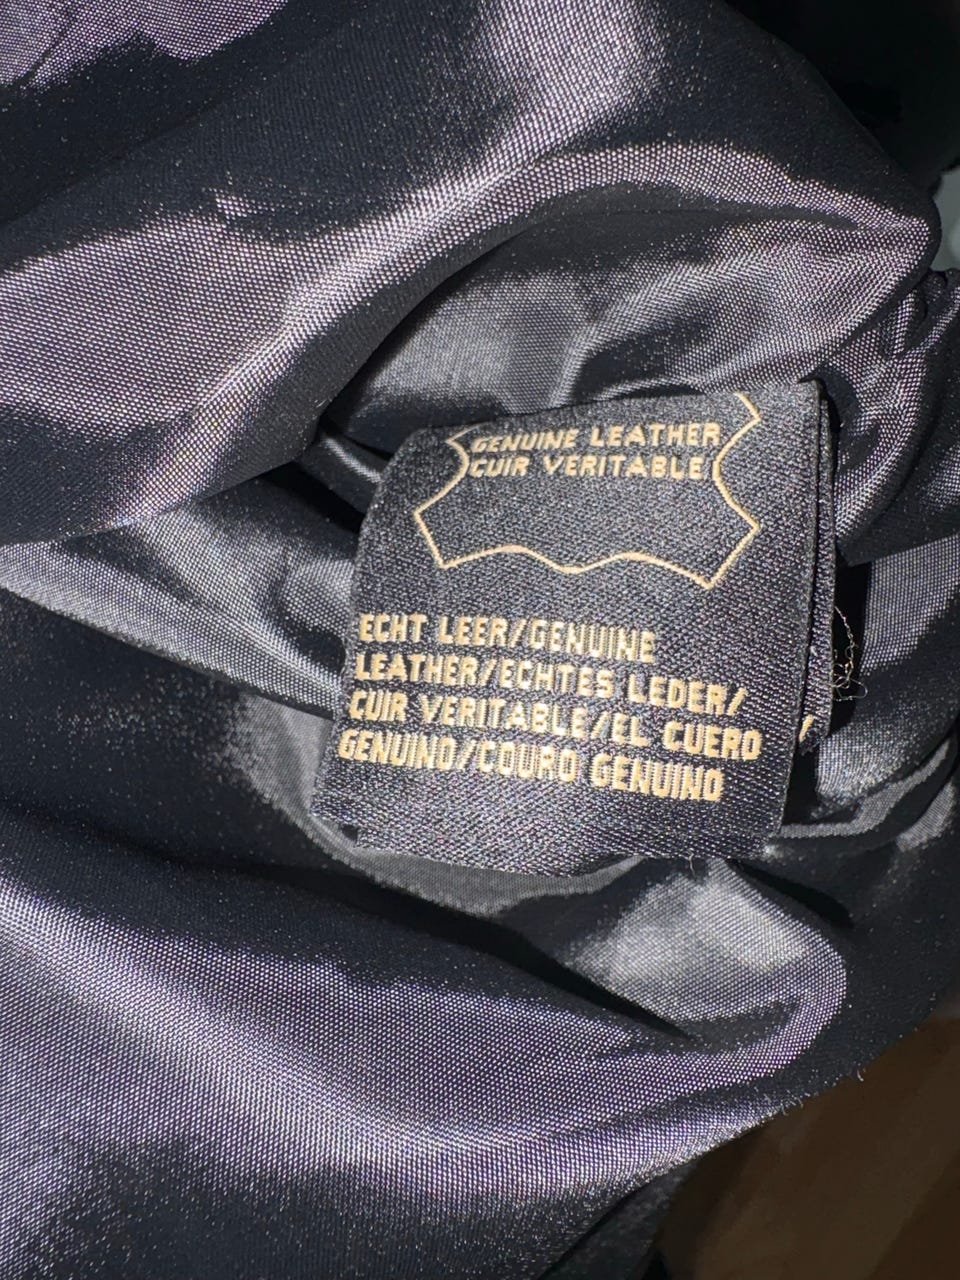 GENUINE LEATHER
CUIR VERITABLE
ECHT LEER/GENUINE
LEATHER/ECHTES LEDER/
CUIR VERITABLE/EL CUERO
GENUINO/COURO GENUINO